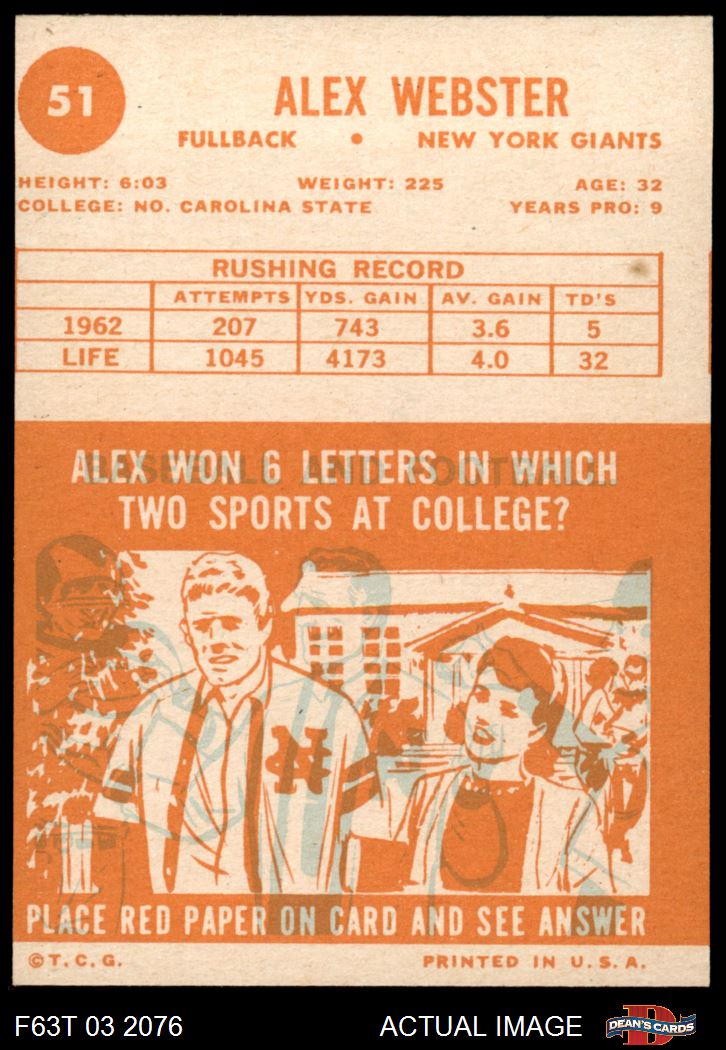 51
ALEX WEBSTER
FULLBACK • NEW YORK GIANTS
HEIGHT: 6:03 WEIGHT: 225 AGE: 32
COLLEGE: NO. CAROLINA STATE YEARS PRO: 9
RUSHING RECORD
ATTEMPTS YDS. GAIN AV. GAIN TD'S
1962 207 743 3.6 5
LIFE 1045 4173 4.0 32
BASEBALL AND FOOTBALL.
ALEX WON 6 LETTERS IN WHICH
TWO SPORTS AT COLLEGE?
PLACE RED PAPER ON CARD AND SEE ANSWER
©T.C.G. PRINTED IN U.S.A.
F63T 03 2076 ACTUAL IMAGE DEAN'S CARDS